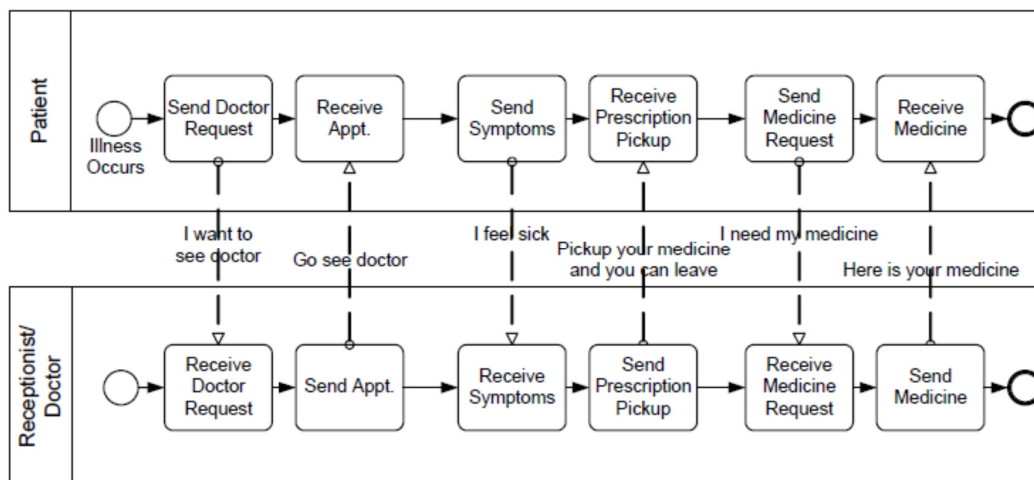 Patient
Illness
Occurs
Send Doctor
Request
Receive
Appt.
Send
Symptoms
Receive
Prescription
Pickup
Send
Medicine
Request
Receive
Medicine
I want to
see doctor
Go see doctor
I feel sick
Pickup your medicine
and you can leave
I need my medicine
Here is your medicine
Receptionist/
Doctor
Receive
Doctor
Request
Send Appt.
Receive
Symptoms
Send
Prescription
Pickup
Receive
Medicine
Request
Send
Medicine